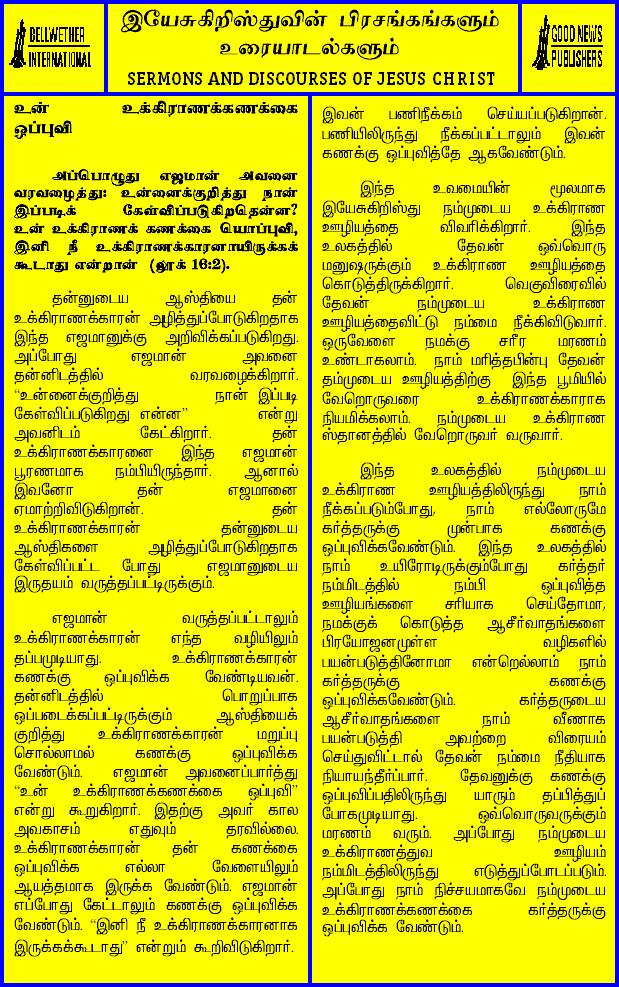 BELLWETHER
INTERNATIONAL
இயேசுகிறிஸ்துவின் பிரசங்கங்களும்
உரையாடல்களும்
SERMONS AND DISCOURSES OF JESUS CHRIST
GOOD NEWS
PUBLISHERS
உன் உக்கிராணக்கணக்கை
ஒப்புவி
அப்பொழுது எஜமான் அவனை
வரவழைத்து: உன்னைக்குறித்து நான்
இப்படிக் கேள்விப்படுகிறதென்ன?
உன் உக்கிராணக் கணக்கை யொப்புவி,
இனி நீ உக்கிராணக்காரனாயிருக்கக்
கூடாது என்றான் (லூக் 16:2).
தன்னுடைய ஆஸ்தியை தன்
உக்கிராணக்காரன் அழித்துப்போடுகிறதாக
இந்த எஜமானுக்கு அறிவிக்கப்படுகிறது.
அப்போது எஜமான் அவனை
தன்னிடத்தில் வரவழைக்கிறார்.
“உன்னைக்குறித்து நான் இப்படி
கேள்விப்படுகிறது என்ன” என்று
அவனிடம் கேட்கிறார். தன்
உக்கிராணக்காரனை இந்த எஜமான்
பூரணமாக நம்பியிருந்தார். ஆனால்
இவனோ தன் எஜமானை
ஏமாற்றிவிடுகிறான். தன்
உக்கிராணக்காரன் தன்னுடைய
ஆஸ்திகளை அழித்துப்போடுகிறதாக
கேள்விப்பட்ட போது எஜமானுடைய
இருதயம் வருத்தப்பட்டிருக்கும்.
எஜமான் வருத்தப்பட்டாலும்
உக்கிராணக்காரன் எந்த வழியிலும்
தப்பமுடியாது. உக்கிராணக்காரன்
கணக்கு ஒப்புவிக்க வேண்டியவன்.
தன்னிடத்தில் பொறுப்பாக
ஒப்படைக்கப்பட்டிருக்கும் ஆஸ்தியைக்
குறித்து உக்கிராணக்காரன் மறுப்பு
சொல்லாமல் கணக்கு ஒப்புவிக்க
வேண்டும். எஜமான் அவனைப்பார்த்து
“உன் உக்கிராணக்கணக்கை ஒப்புவி”
என்று கூறுகிறார். இதற்கு அவர் கால
அவகாசம் எதுவும் தரவில்லை.
உக்கிராணக்காரன் தன் கணக்கை
ஒப்புவிக்க எல்லா வேளையிலும்
ஆயத்தமாக இருக்க வேண்டும். எஜமான்
எப்போது கேட்டாலும் கணக்கு ஒப்புவிக்க
வேண்டும். “இனி நீ உக்கிராணக்காரனாக
இருக்கக்கூடாது” என்றும் கூறிவிடுகிறார்.
இவன் பணிநீக்கம் செய்யப்படுகிறான்.
பணியிலிருந்து நீக்கப்பட்டாலும் இவன்
கணக்கு ஒப்புவித்தே ஆகவேண்டும்.
இந்த உவமையின் மூலமாக
இயேசுகிறிஸ்து நம்முடைய உக்கிராண
ஊழியத்தை விவரிக்கிறார். இந்த
உலகத்தில் தேவன் ஒவ்வொரு
மனுஷருக்கும் உக்கிராண ஊழியத்தை
கொடுத்திருக்கிறார். வெகுவிரைவில்
தேவன் நம்முடைய உக்கிராண
ஊழியத்தைவிட்டு நம்மை நீக்கிவிடுவார்.
ஒருவேளை நமக்கு சரீர மரணம்
உண்டாகலாம். நாம் மரித்தபின்பு தேவன்
தம்முடைய ஊழியத்திற்கு இந்த பூமியில்
வேறொருவரை உக்கிராணக்காராக
நியமிக்கலாம். நம்முடைய உக்கிராண
ஸ்தானத்தில் வேறொருவர் வருவார்.
இந்த உலகத்தில் நம்முடைய
உக்கிராண ஊழியத்திலிருந்து நாம்
நீக்கப்படும்போது, நாம் எல்லோருமே
கர்த்தருக்கு முன்பாக கணக்கு
ஒப்புவிக்கவேண்டும். இந்த உலகத்தில்
நாம் உயிரோடிருக்கும்போது கர்த்தர்
நம்மிடத்தில் நம்பி ஒப்புவித்த
ஊழியங்களை சரியாக செய்தோமா,
நமக்குக் கொடுத்த ஆசீர்வாதங்களை
பிரயோஜனமுள்ள வழிகளில்
பயன்படுத்தினோமா என்றெல்லாம் நாம்
கர்த்தருக்கு கணக்கு
ஒப்புவிக்கவேண்டும். கர்த்தருடைய
ஆசீர்வாதங்களை நாம் வீணாக
பயன்படுத்தி அவற்றை விரையம்
செய்துவிட்டால் தேவன் நம்மை நீதியாக
நியாயந்தீர்ப்பார். தேவனுக்கு கணக்கு
ஒப்புவிப்பதிலிருந்து யாரும் தப்பித்துப்
போகமுடியாது. ஒவ்வொருவருக்கும்
மரணம் வரும். அப்போது நம்முடைய
உக்கிராணத்துவ ஊழியம்
நம்மிடத்திலிருந்து எடுத்துப்போடப்படும்.
அப்போது நாம் நிச்சயமாகவே நம்முடைய
உக்கிராணக்கணக்கை கர்த்தருக்கு
ஒப்புவிக்க வேண்டும்.